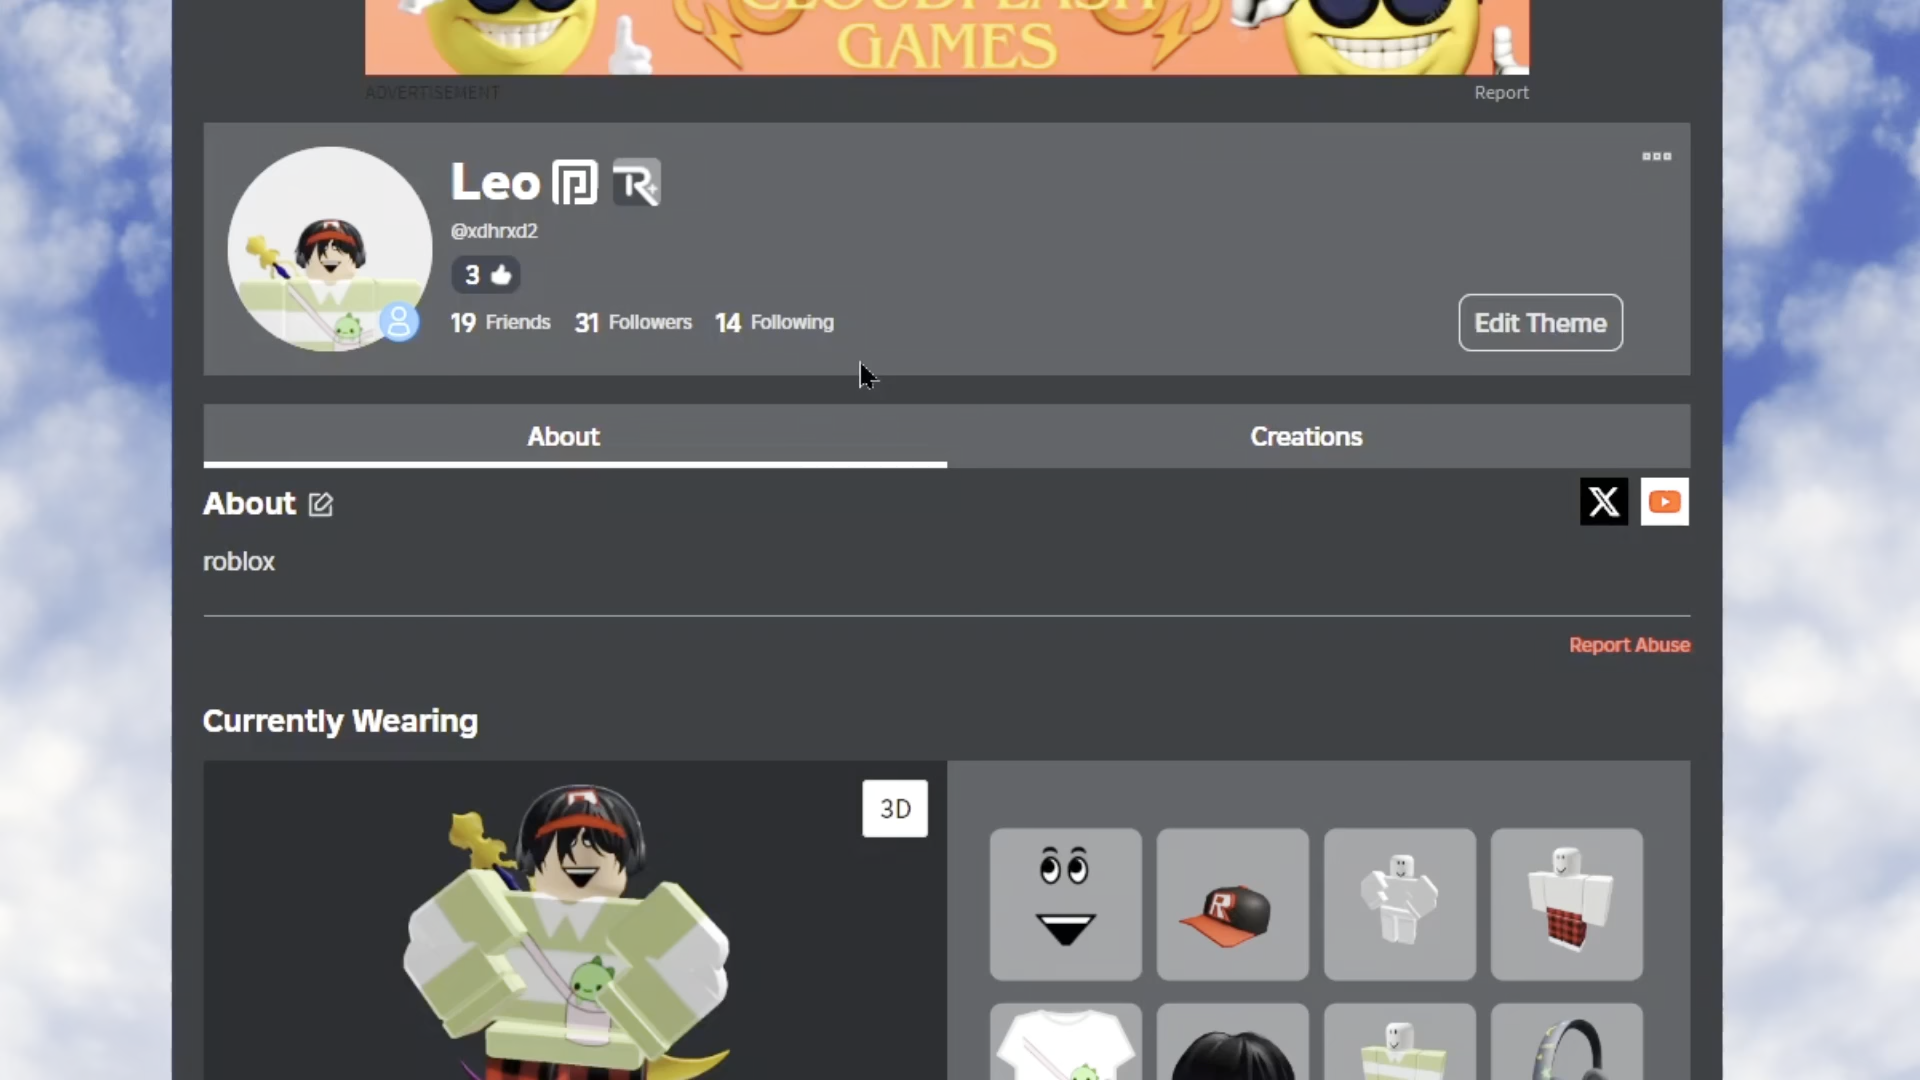 CLOUDFLASH
GAMES
ADVERTISEMENT
Report
Leo
@xdhrxd2
3
19 Friends 31 Followers 14 Following
Edit Theme
About
Creations
About
roblox
Report Abuse
Currently Wearing
3D